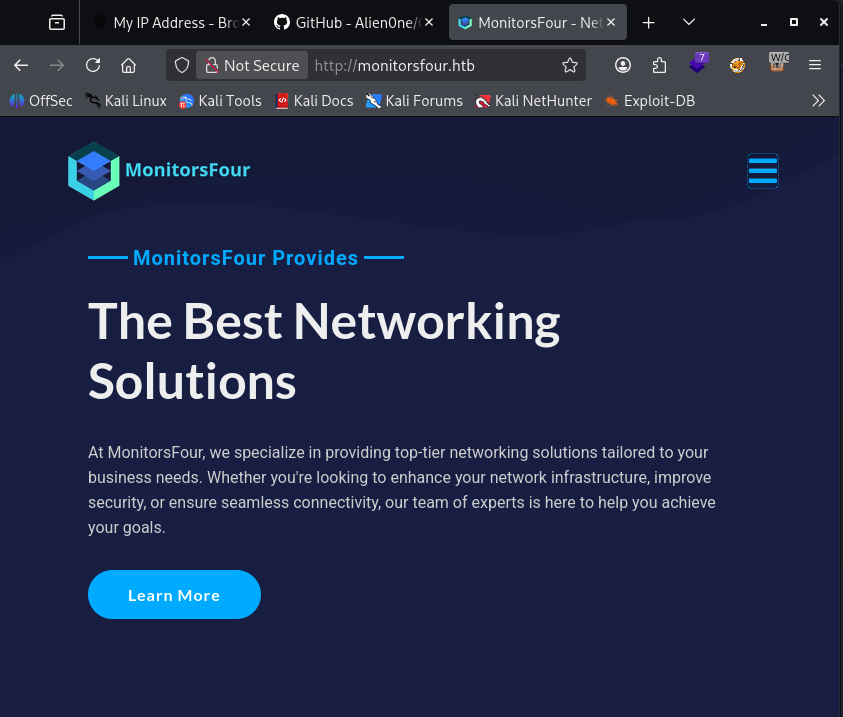 My IP Address - Bro
GitHub - Alien0ne/
MonitorsFour - Net
Not Secure
http://monitorsfour.htb
7
W/O
OffSec
Kali Linux
Kali Tools
Kali Docs
Kali Forums
Kali NetHunter
Exploit-DB
MonitorsFour
MonitorsFour Provides
The Best Networking
Solutions
At MonitorsFour, we specialize in providing top-tier networking solutions tailored to your
business needs. Whether you're looking to enhance your network infrastructure, improve
security, or ensure seamless connectivity, our team of experts is here to help you achieve
your goals.
Learn More